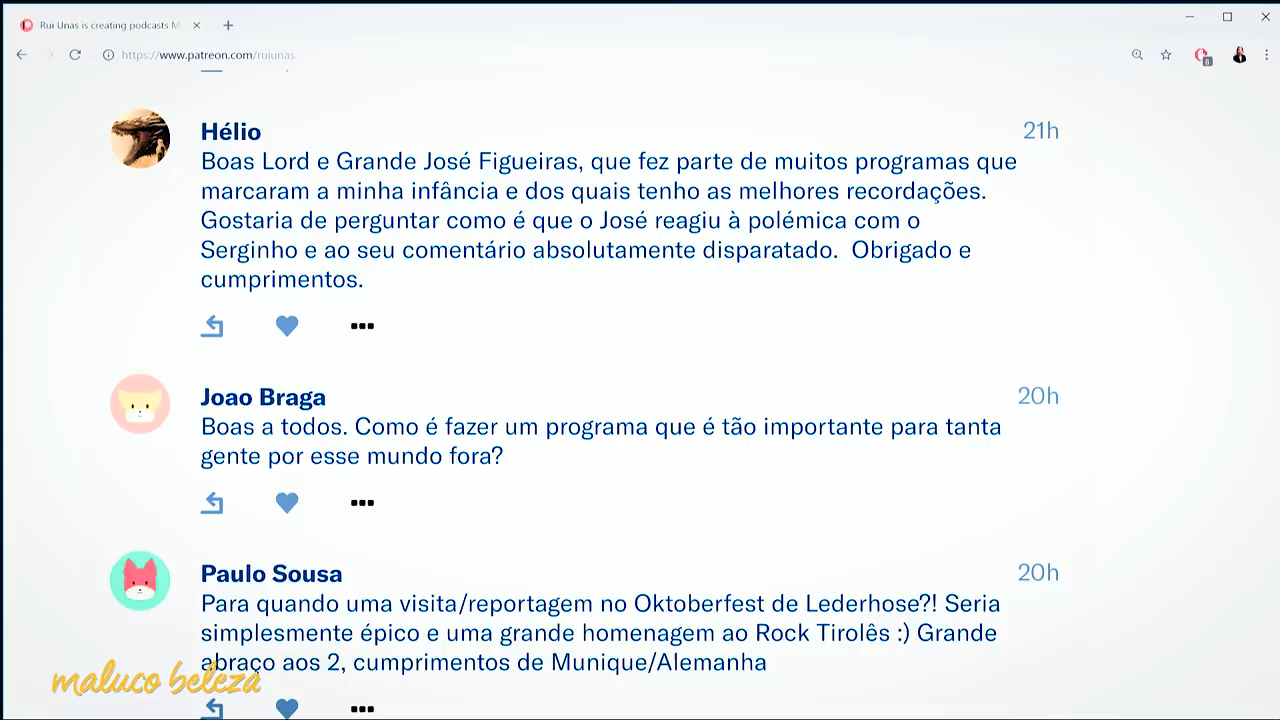 Rui Unas is creating podcasts M
https://www.patreon.com/ruiunas
8
Hélio
21h
Boas Lord e Grande José Figueiras, que fez parte de muitos programas que
marcaram a minha infância e dos quais tenho as melhores recordações.
Gostaria de perguntar como é que o José reagiu à polémica com o
Serginho e ao seu comentário absolutamente disparatado.  Obrigado e
cumprimentos.
Joao Braga
20h
Boas a todos. Como é fazer um programa que é tão importante para tanta
gente por esse mundo fora?
Paulo Sousa
20h
Para quando uma visita/reportagem no Oktoberfest de Lederhose?! Seria
simplesmente épico e uma grande homenagem ao Rock Tirolês :) Grande
abraço aos 2, cumprimentos de Munique/Alemanha
maluco beleza